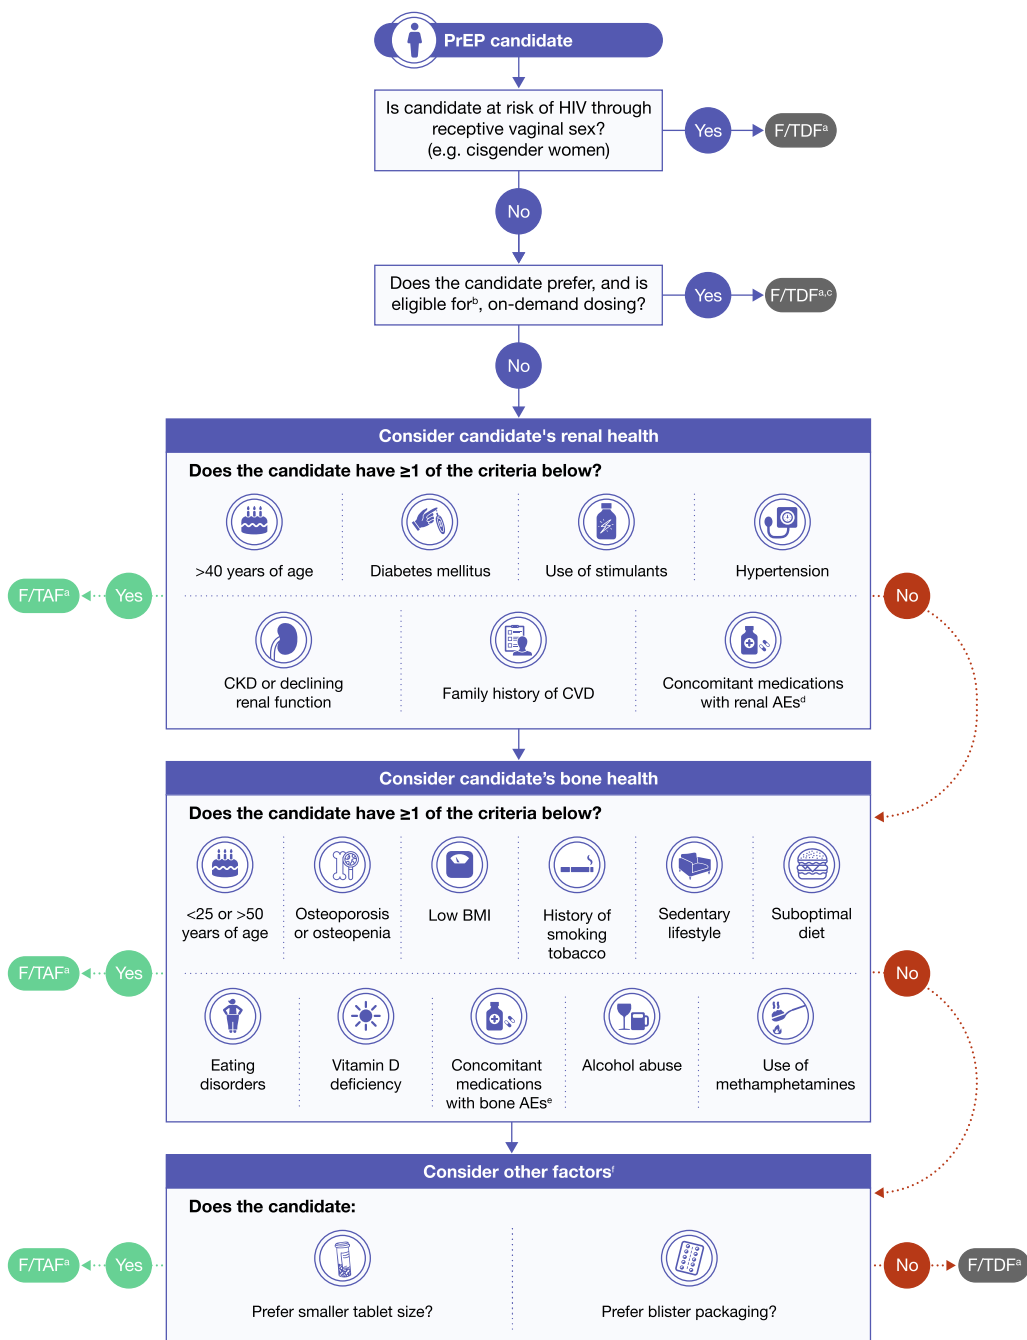 PrEP candidate
Is candidate at risk of HIV through
receptive vaginal sex?
(e.g. cisgender women)
Yes
F/TDFᵃ
No
Does the candidate prefer, and is
eligible forᵇ, on-demand dosing?
Yes
F/TDFᵃ,ᶜ
No
Consider candidate's renal health
Does the candidate have ≥1 of the criteria below?
>40 years of age
Diabetes mellitus
Use of stimulants
Hypertension
F/TAFᵃ
Yes
No
CKD or declining
renal function
Family history of CVD
Concomitant medications
with renal AEsᵈ
Consider candidate’s bone health
Does the candidate have ≥1 of the criteria below?
<25 or >50
years of age
Osteoporosis
or osteopenia
Low BMI
History of
smoking
tobacco
Sedentary
lifestyle
Suboptimal
diet
F/TAFᵃ
Yes
No
Eating
disorders
Vitamin D
deficiency
Concomitant
medications
with bone AEsᵉ
Alcohol abuse
Use of
methamphetamines
Consider other factorsᶠ
Does the candidate:
F/TAFᵃ
Yes
No
F/TDFᵃ
Prefer smaller tablet size?
Prefer blister packaging?